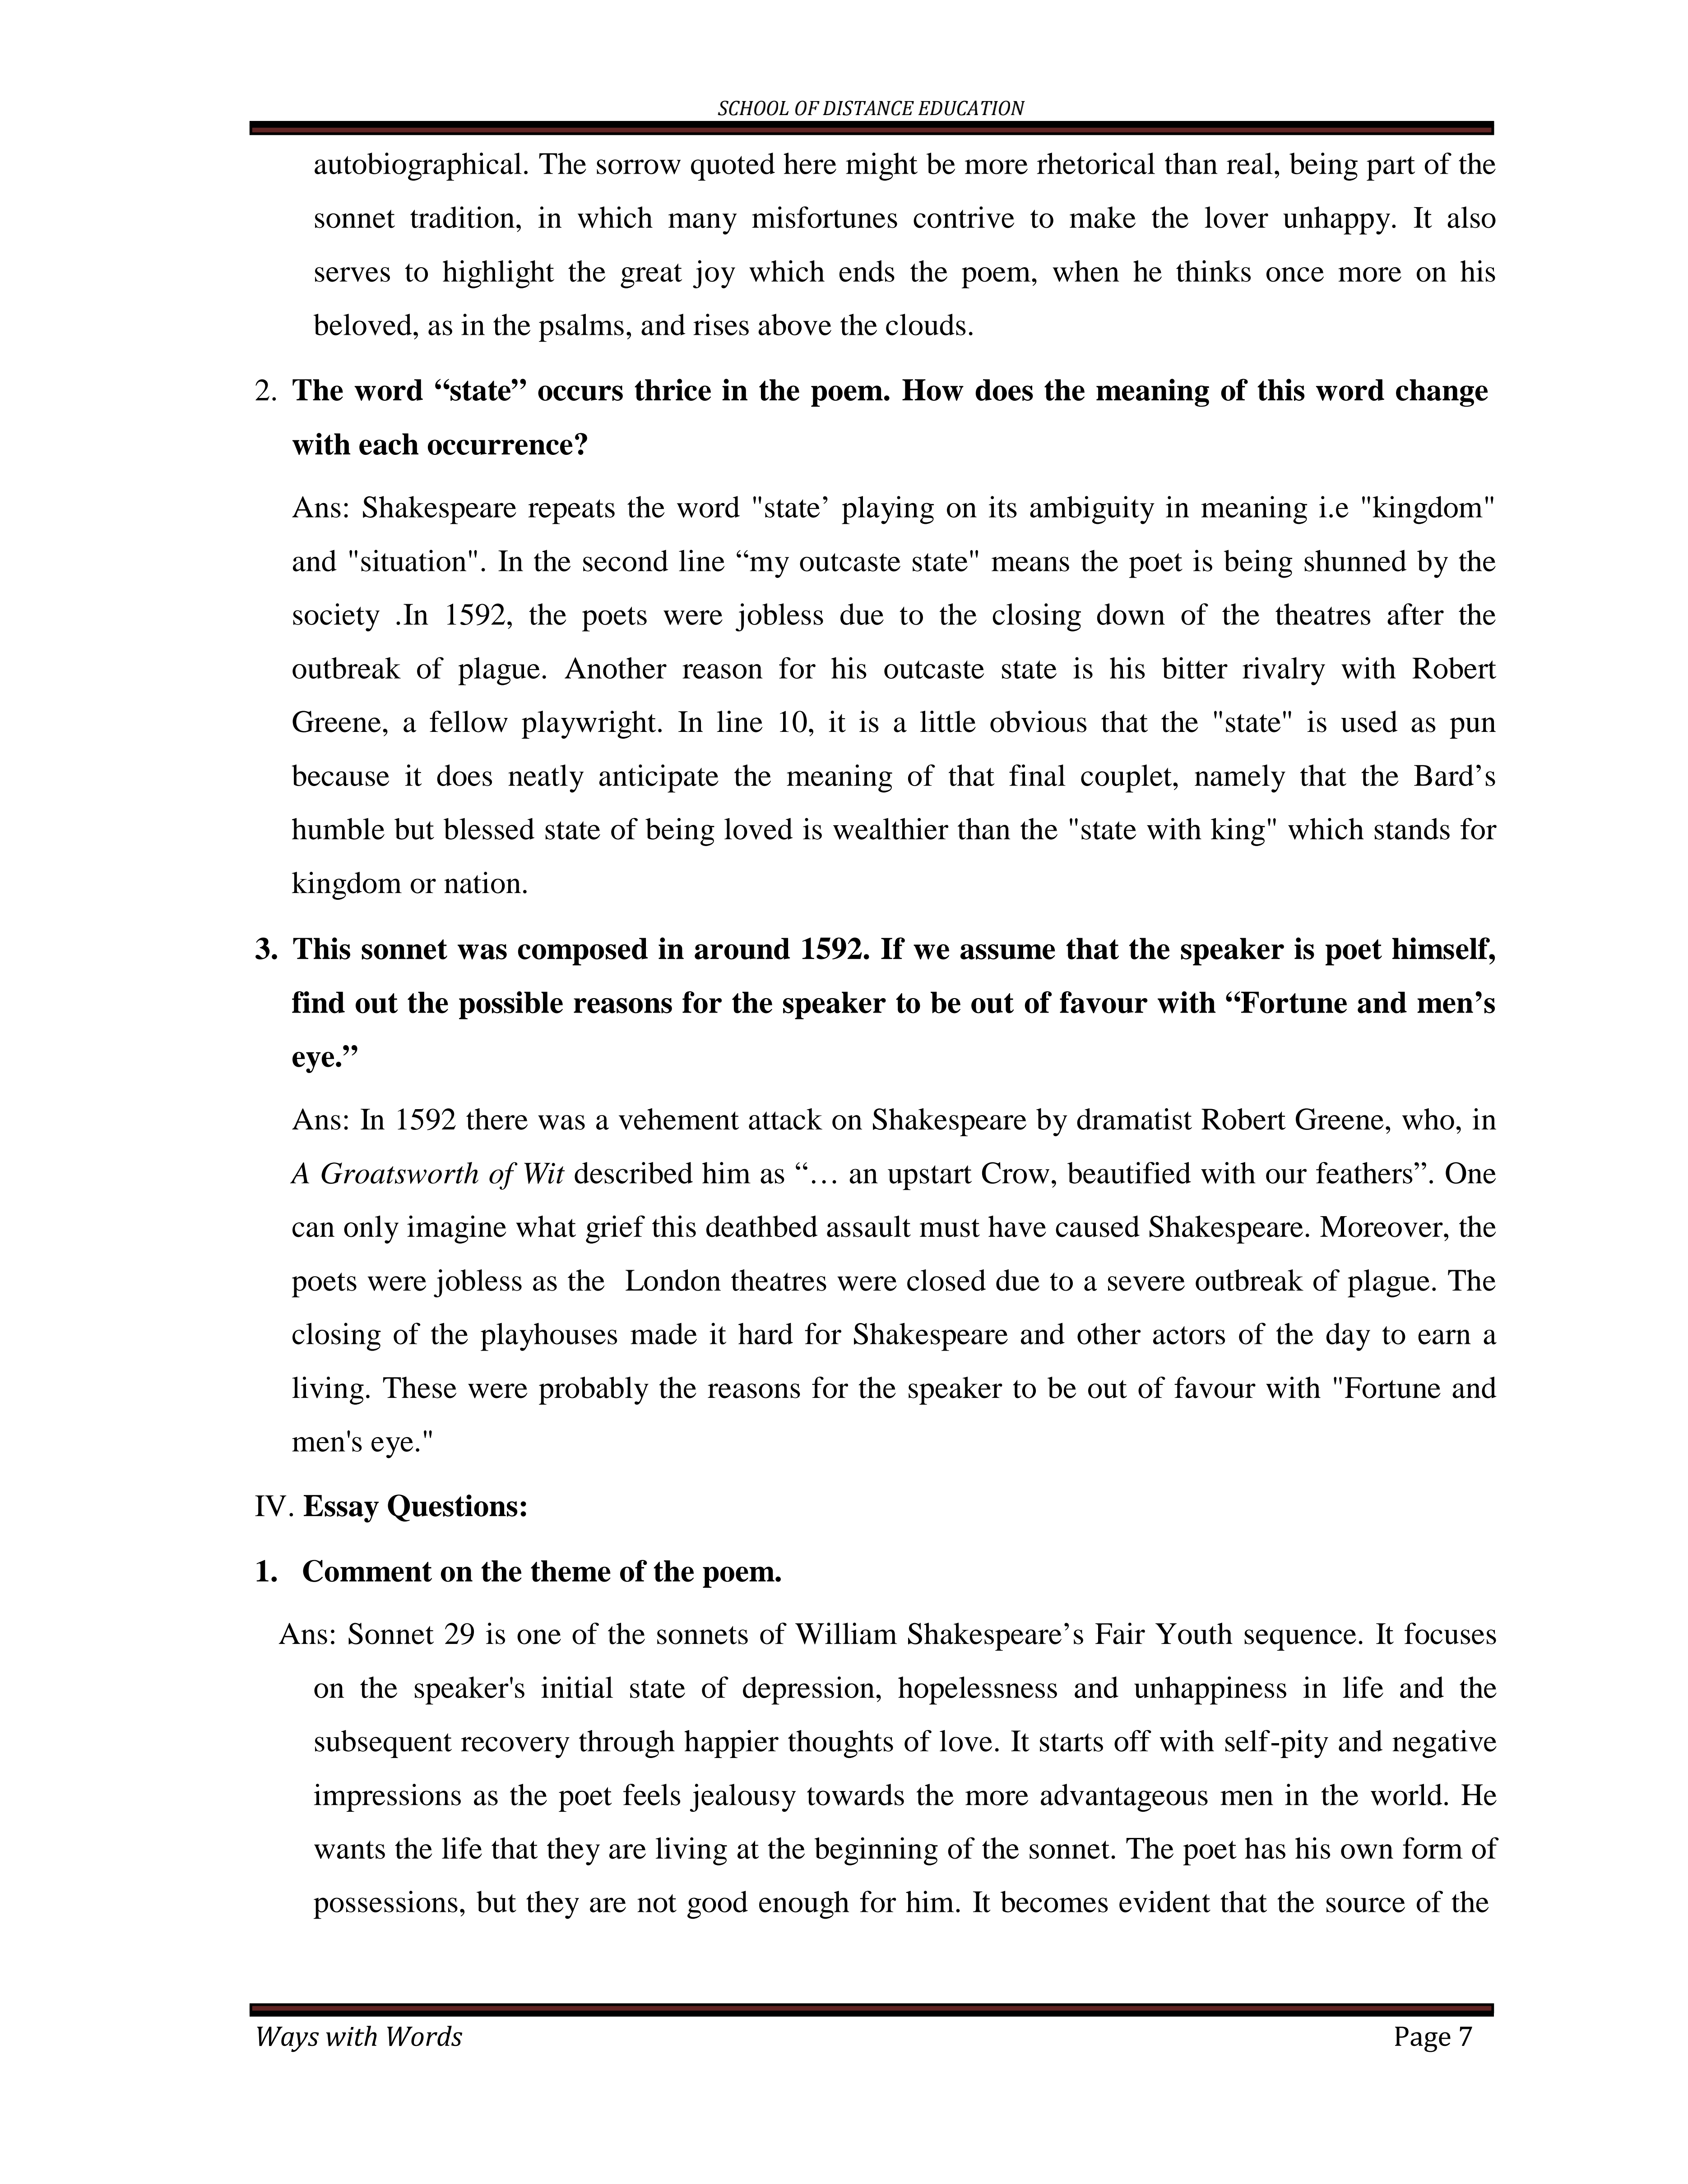 SCHOOL OF DISTANCE EDUCATION
autobiographical. The sorrow quoted here might be more rhetorical than real, being part of the
sonnet tradition, in which many misfortunes contrive to make the lover unhappy. It also
serves to highlight the great joy which ends the poem, when he thinks once more on his
beloved, as in the psalms, and rises above the clouds.
2. The word “state” occurs thrice in the poem. How does the meaning of this word change
with each occurrence?
Ans: Shakespeare repeats the word "state’ playing on its ambiguity in meaning i.e "kingdom"
and "situation". In the second line “my outcaste state" means the poet is being shunned by the
society .In 1592, the poets were jobless due to the closing down of the theatres after the
outbreak of plague. Another reason for his outcaste state is his bitter rivalry with Robert
Greene, a fellow playwright. In line 10, it is a little obvious that the "state" is used as pun
because it does neatly anticipate the meaning of that final couplet, namely that the Bard’s
humble but blessed state of being loved is wealthier than the "state with king" which stands for
kingdom or nation.
3. This sonnet was composed in around 1592. If we assume that the speaker is poet himself,
find out the possible reasons for the speaker to be out of favour with “Fortune and men’s
eye.”
Ans: In 1592 there was a vehement attack on Shakespeare by dramatist Robert Greene, who, in
A Groatsworth of Wit described him as “… an upstart Crow, beautified with our feathers”. One
can only imagine what grief this deathbed assault must have caused Shakespeare. Moreover, the
poets were jobless as the London theatres were closed due to a severe outbreak of plague. The
closing of the playhouses made it hard for Shakespeare and other actors of the day to earn a
living. These were probably the reasons for the speaker to be out of favour with "Fortune and
men's eye."
IV. Essay Questions:
1. Comment on the theme of the poem.
Ans: Sonnet 29 is one of the sonnets of William Shakespeare’s Fair Youth sequence. It focuses
on the speaker's initial state of depression, hopelessness and unhappiness in life and the
subsequent recovery through happier thoughts of love. It starts off with self-pity and negative
impressions as the poet feels jealousy towards the more advantageous men in the world. He
wants the life that they are living at the beginning of the sonnet. The poet has his own form of
possessions, but they are not good enough for him. It becomes evident that the source of the
Ways with Words Page 7